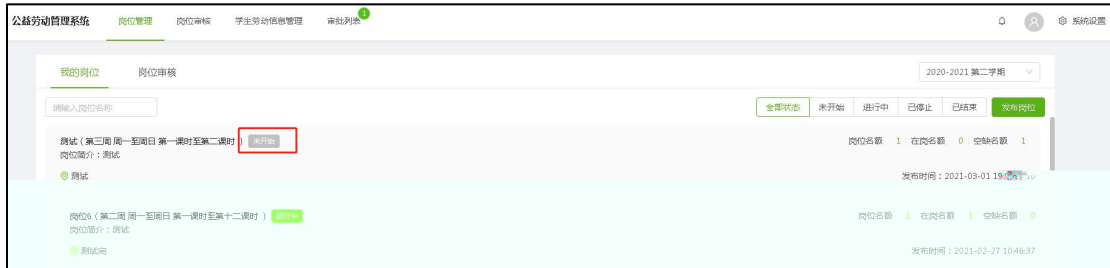 公益劳动管理系统 岗位管理 岗位审核 学生劳动信息管理 审批列表 1 系统设置
我的岗位 岗位审核 2020-2021 第二学期
请输入岗位名称 全部状态 未开始 进行中 已停止 已结束 发布岗位
测试（第三周 周一至周日 第一课时至第二课时 ） 未开始 岗位名额 1 在岗名额 0 空缺名额 1
岗位简介：测试
测试 发布时间：2021-03-01 19
岗位6（第二周 周一至周日 第一课时至第十二课时 ） 进行中 岗位名额 1 在岗名额 1 空缺名额 0
岗位简介：测试
测试完 发布时间：2021-02-27 10:46:37